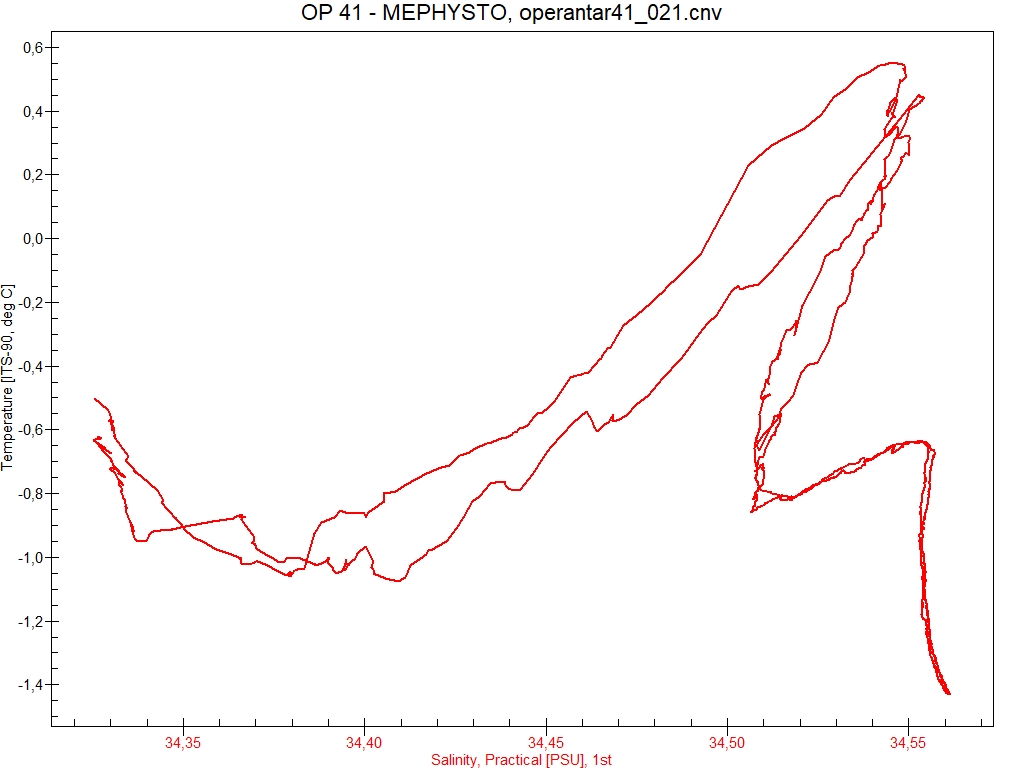 OP 41 - MEPHYSTO, operantar41_021.cnv
0,6
0,4
0,2
0,0
-0,2
-0,4
-0,6
-0,8
-1,0
-1,2
-1,4
Temperature [ITS-90, deg C]
34,35 34,40 34,45 34,50 34,55
Salinity, Practical [PSU], 1st